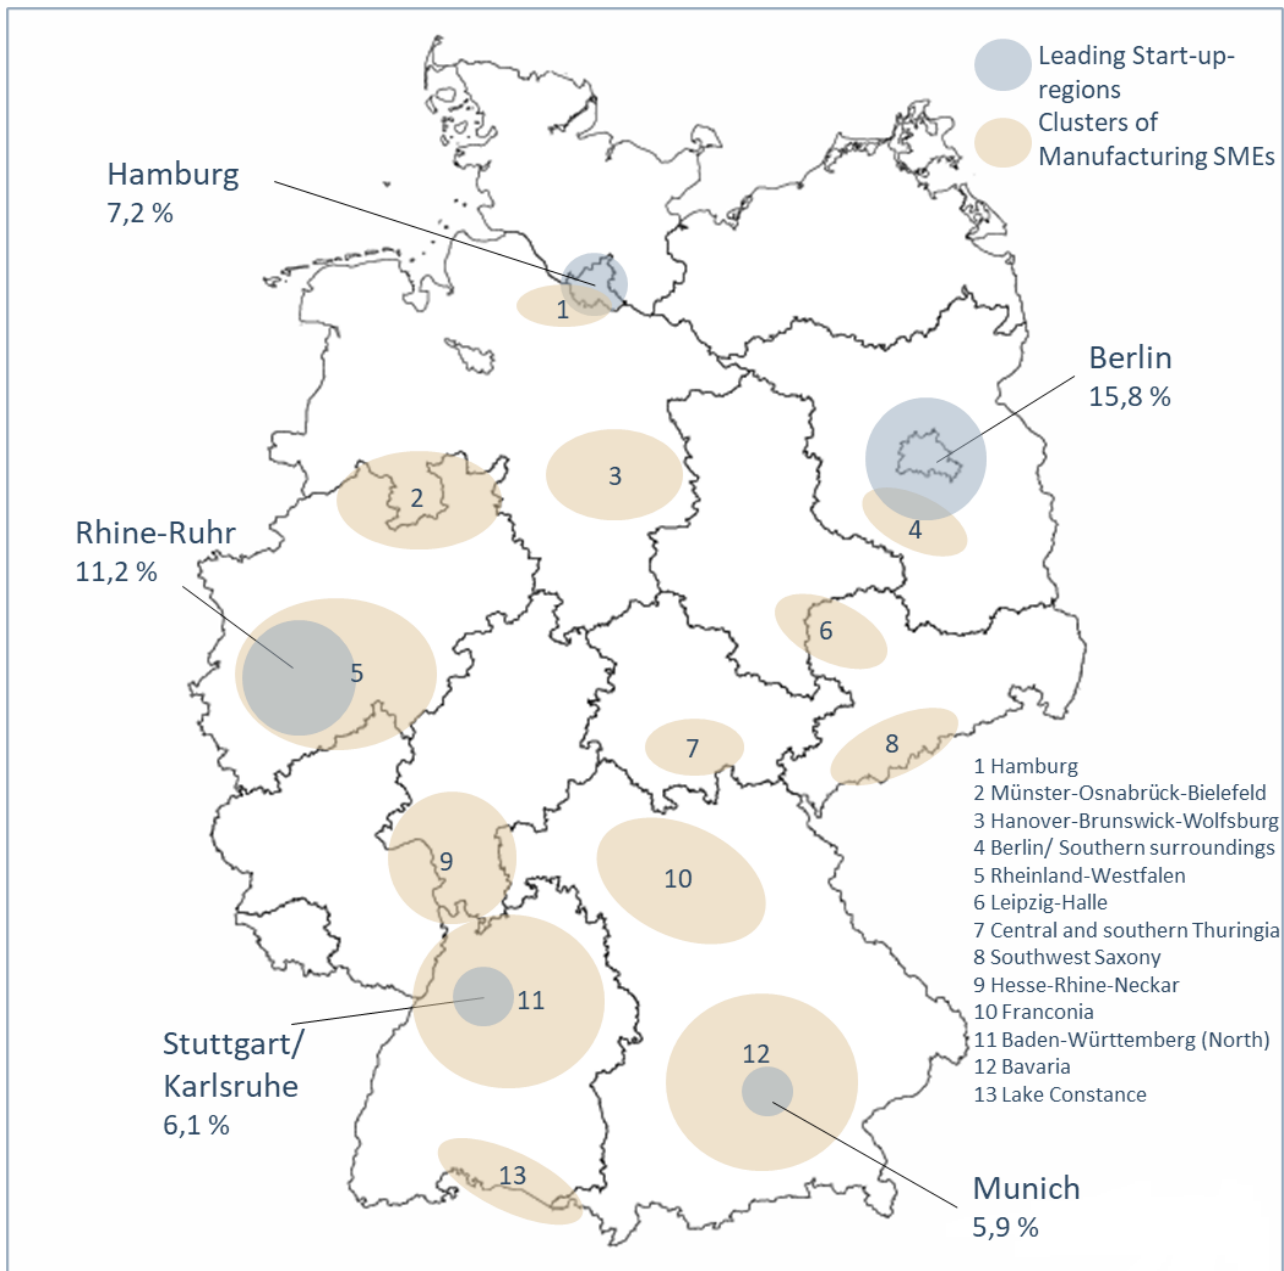 Leading Start-up-
regions
Clusters of
Manufacturing SMEs
Hamburg
7,2 %
1
Berlin
15,8 %
2
3
4
Rhine-Ruhr
11,2 %
5
6
7
8
9
10
11
12
13
Stuttgart/
Karlsruhe
6,1 %
Munich
5,9 %
1 Hamburg
2 Münster-Osnabrück-Bielefeld
3 Hanover-Brunswick-Wolfsburg
4 Berlin/ Southern surroundings
5 Rheinland-Westfalen
6 Leipzig-Halle
7 Central and southern Thuringia
8 Southwest Saxony
9 Hesse-Rhine-Neckar
10 Franconia
11 Baden-Württemberg (North)
12 Bavaria
13 Lake Constance